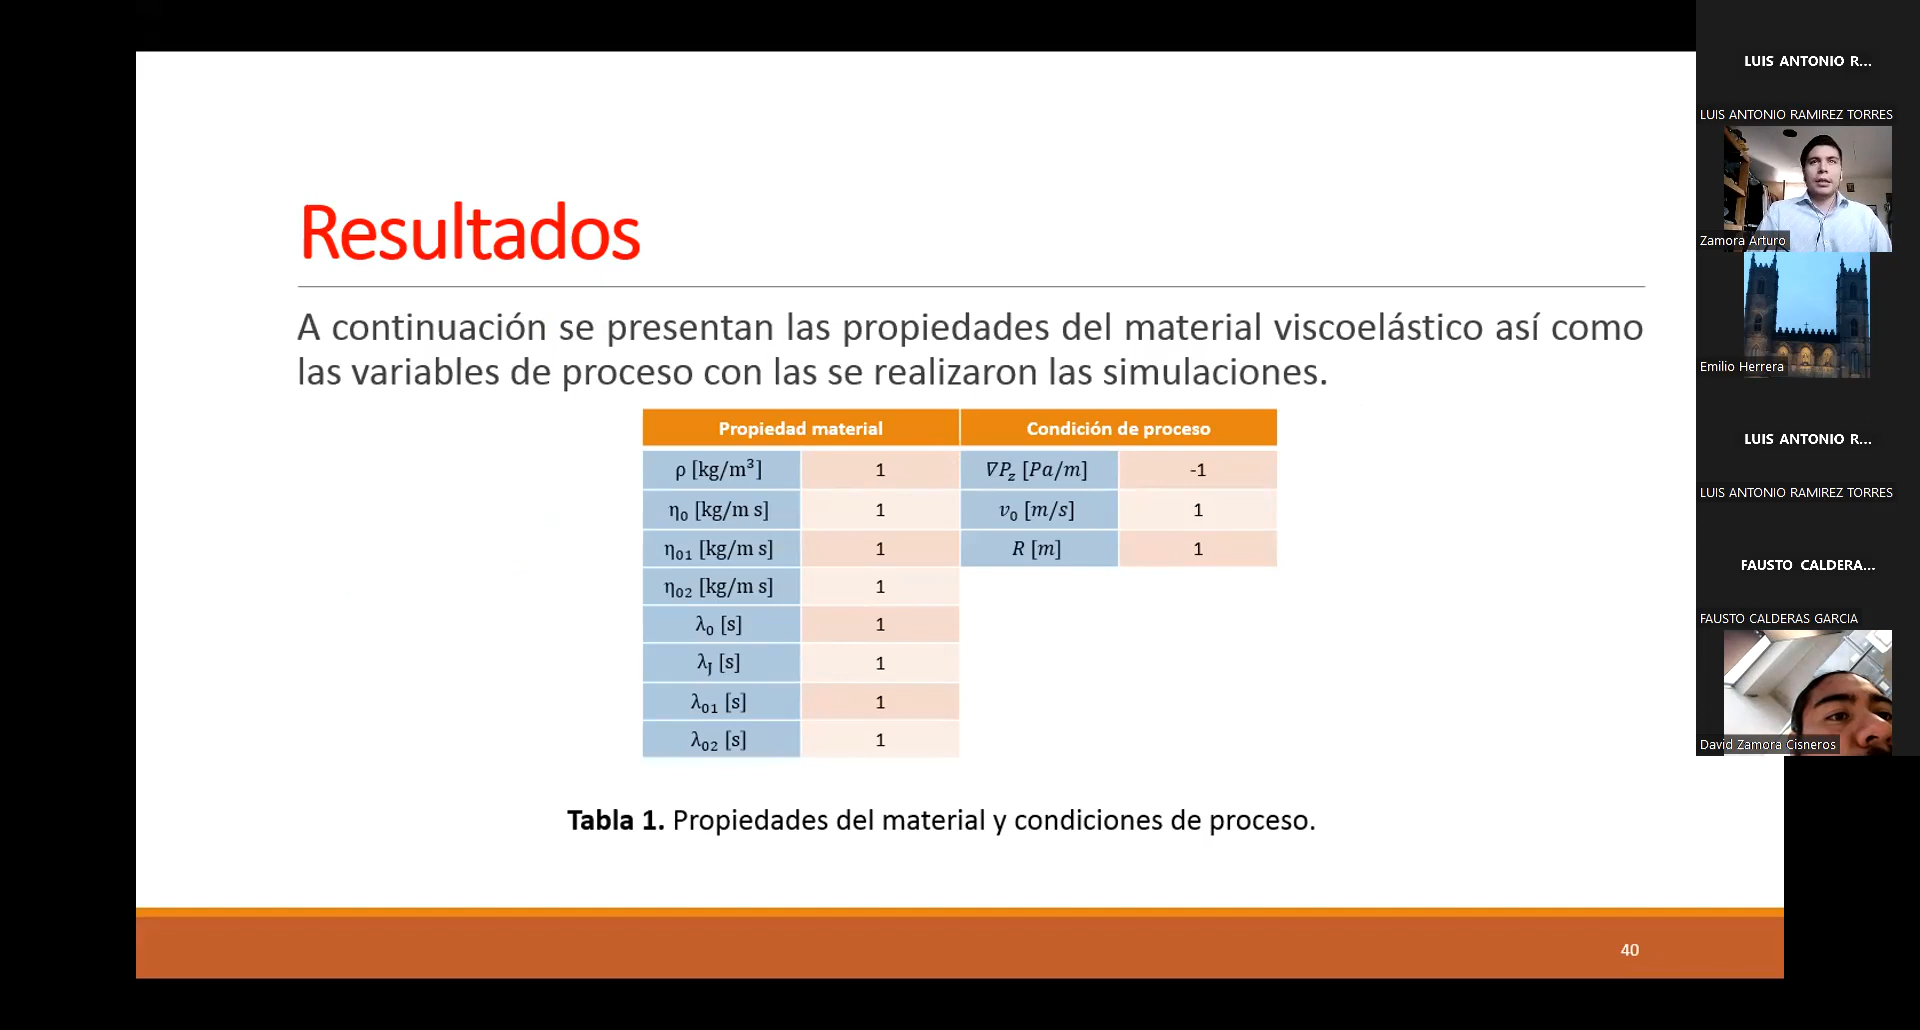 Resultados
A continuación se presentan las propiedades del material viscoelástico así como
las variables de proceso con las se realizaron las simulaciones.
Propiedad material Condición de proceso
ρ [kg/m³] 1 ∇P_z [Pa/m] -1
η₀ [kg/m s] 1 v₀ [m/s] 1
η₀₁ [kg/m s] 1 R [m] 1
η₀₂ [kg/m s] 1
λ₀ [s] 1
λ_J [s] 1
λ₀₁ [s] 1
λ₀₂ [s] 1
Tabla 1. Propiedades del material y condiciones de proceso.
40
LUIS ANTONIO R...
LUIS ANTONIO RAMIREZ TORRES
Zamora Arturo
Emilio Herrera
LUIS ANTONIO R...
LUIS ANTONIO RAMIREZ TORRES
FAUSTO CALDERA...
FAUSTO CALDERAS GARCIA
David Zamora Cisneros